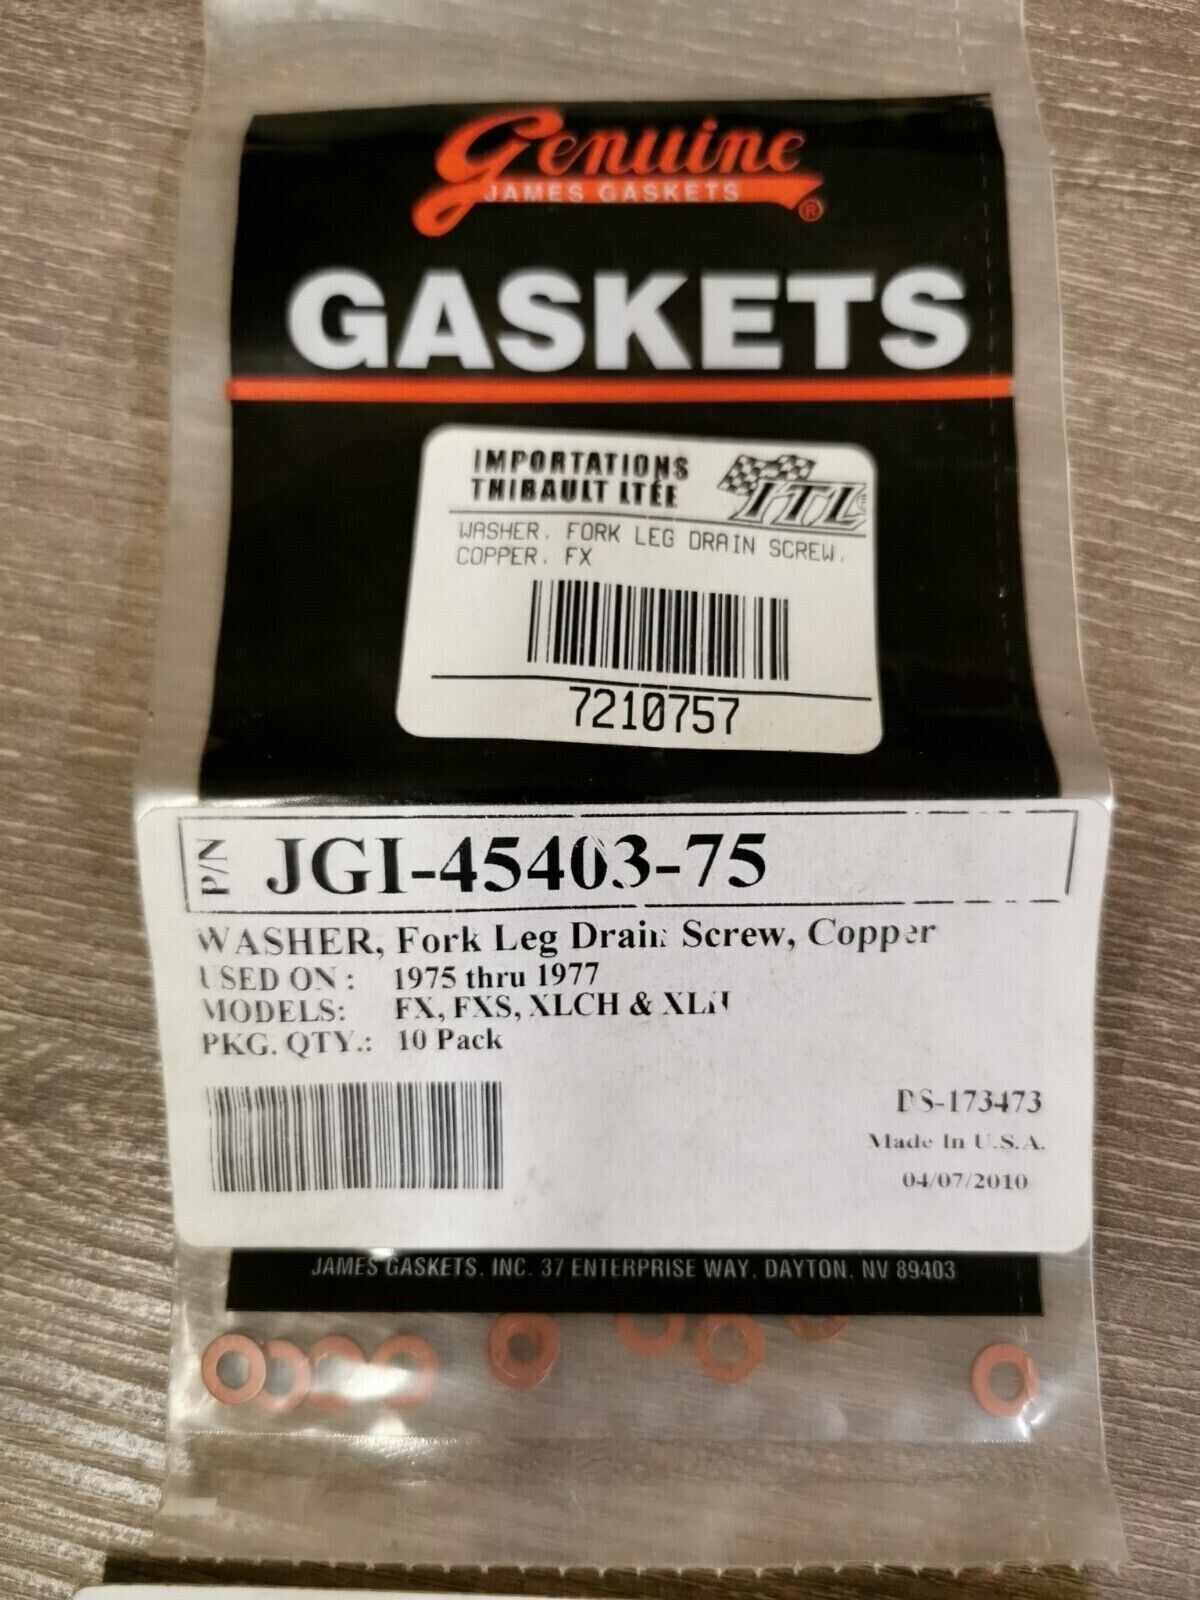 Genuine
JAMES GASKETS
®
GASKETS
IMPORTATIONS
THIBAULT LTÉE
ITL
WASHER, FORK LEG DRAIN SCREW,
COPPER, FX
7210757
P/N JGI-45403-75
WASHER, Fork Leg Drain Screw, Copper
USED ON: 1975 thru 1977
MODELS: FX, FXS, XLCH & XLH
PKG. QTY.: 10 Pack
DS-173473
Made In U.S.A.
04/07/2010
JAMES GASKETS, INC. 37 ENTERPRISE WAY, DAYTON, NV 89403